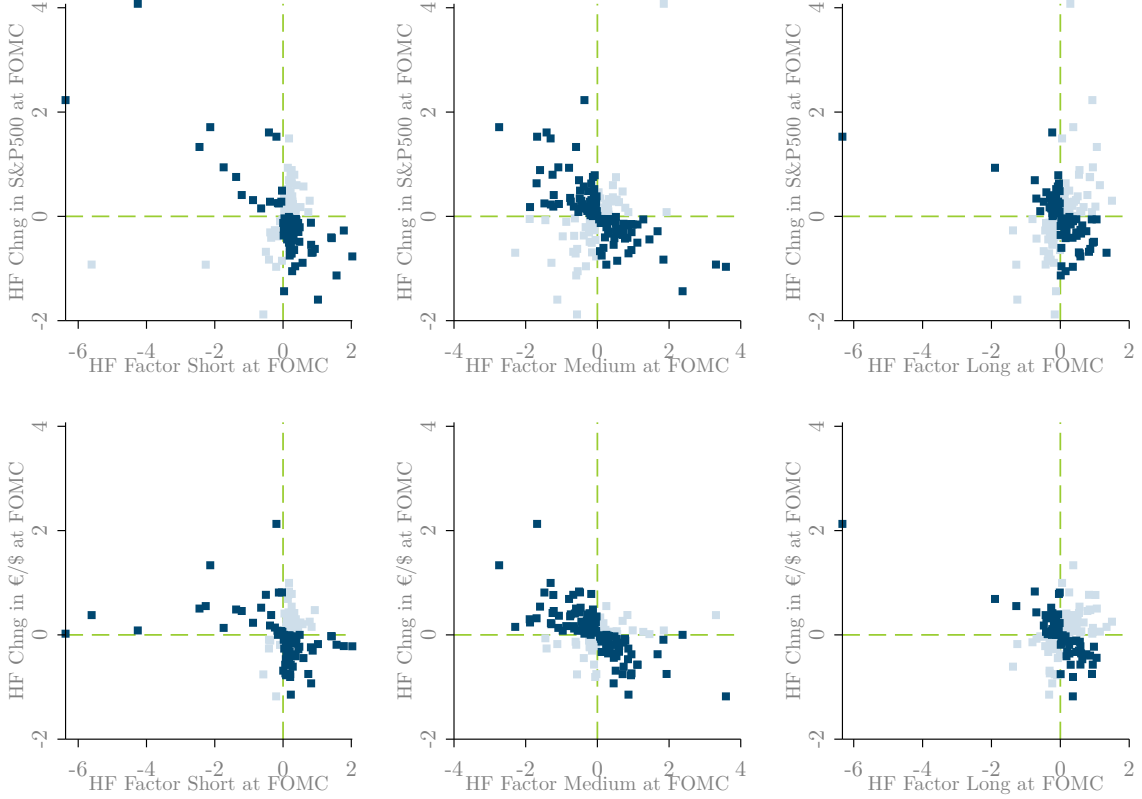 HF Chng in S&P500 at FOMC
4
2
0
-2
-6 -4 -2 0 2
HF Factor Short at FOMC
HF Chng in S&P500 at FOMC
4
2
0
-2
-4 -2 0 2 4
HF Factor Medium at FOMC
HF Chng in S&P500 at FOMC
4
2
0
-2
-6 -4 -2 0 2
HF Factor Long at FOMC
HF Chng in €/$ at FOMC
4
2
0
-2
-6 -4 -2 0 2
HF Factor Short at FOMC
HF Chng in €/$ at FOMC
4
2
0
-2
-4 -2 0 2 4
HF Factor Medium at FOMC
HF Chng in €/$ at FOMC
4
2
0
-2
-6 -4 -2 0 2
HF Factor Long at FOMC